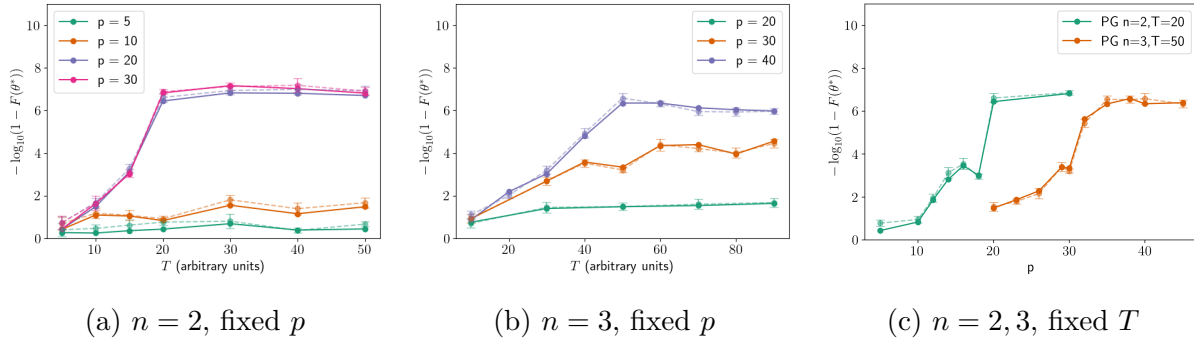 − log₁₀(1 − F(θ*))
10
8
6
4
2
0
p = 5
p = 10
p = 20
p = 30
10 20 30 40 50
T (arbitrary units)
(a) n = 2, fixed p
− log₁₀(1 − F(θ*))
10
8
6
4
2
0
p = 20
p = 30
p = 40
20 40 60 80
T (arbitrary units)
(b) n = 3, fixed p
− log₁₀(1 − F(θ*))
10
8
6
4
2
0
PG n=2,T=20
PG n=3,T=50
10 20 30 40
p
(c) n = 2, 3, fixed T